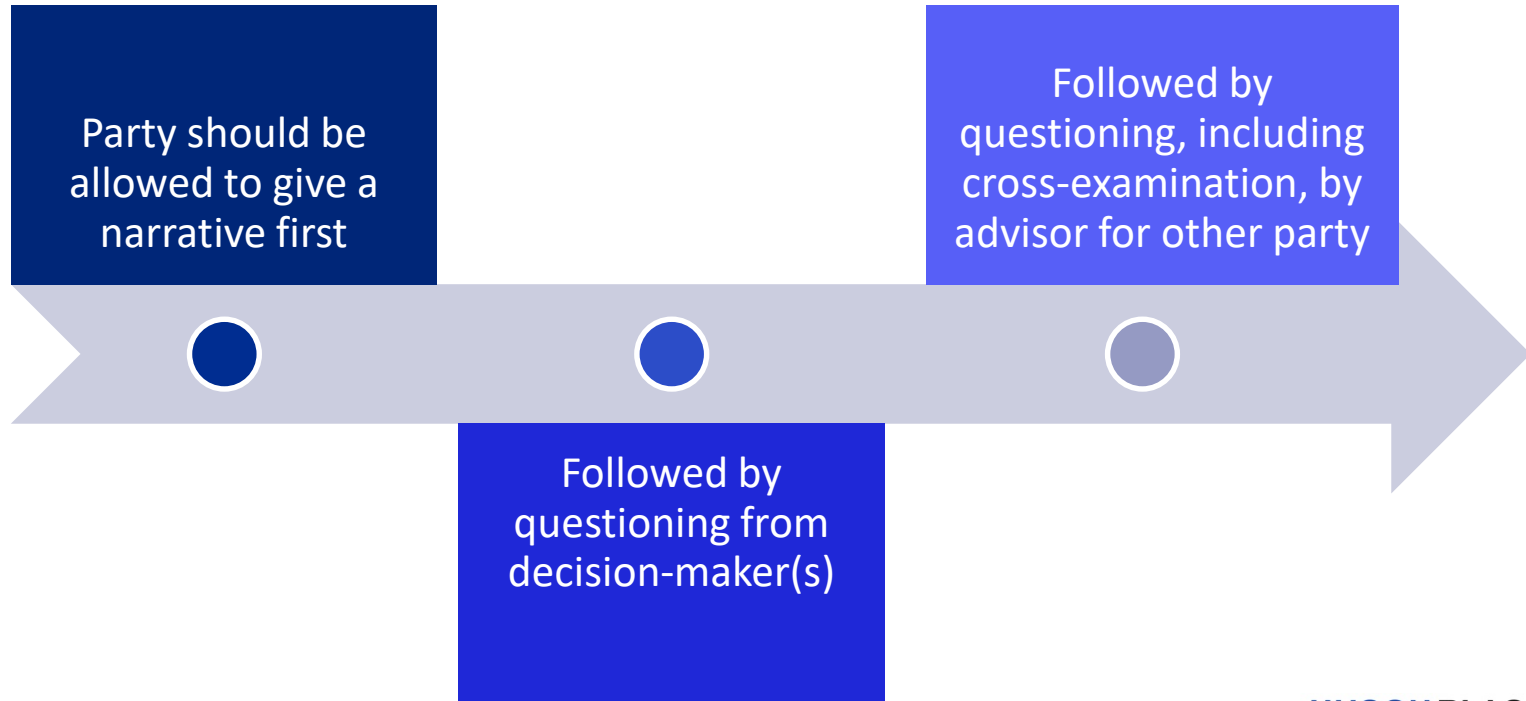 Party should be
allowed to give a
narrative first
Followed by
questioning from
decision-maker(s)
Followed by
questioning, including
cross-examination, by
advisor for other party